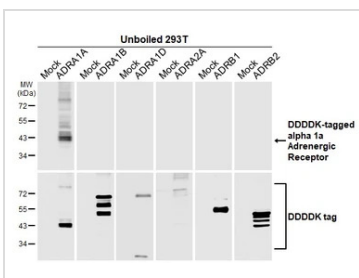 Unboiled 293T
Mock ADRA1A Mock ADRA1B Mock ADRA1D Mock ADRA2A Mock ADRB1 Mock ADRB2
MW
(kDa)
72
55
43
34
DDDDK-tagged
alpha 1a
Adrenergic
Receptor
72
55
43
34
DDDDK tag